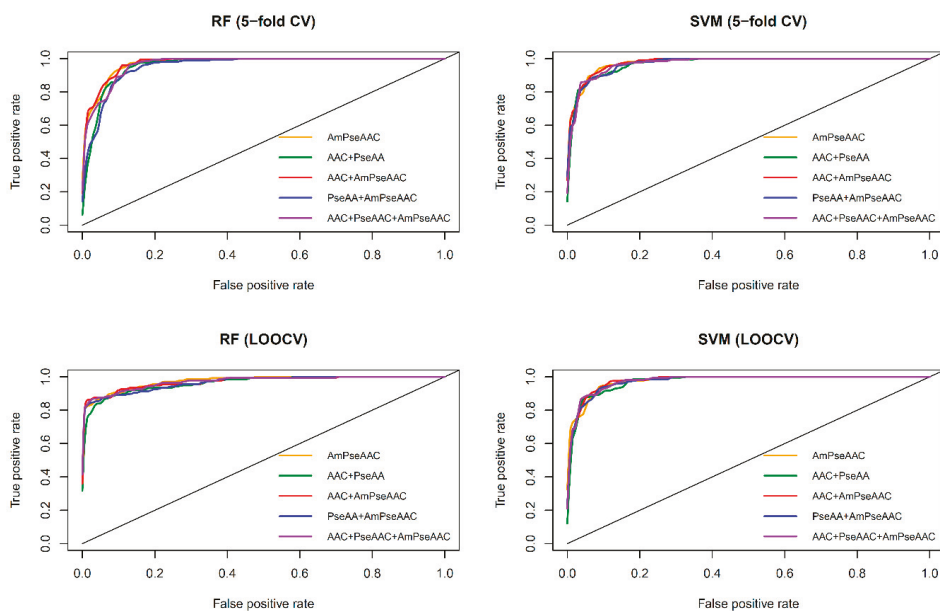 RF (5−fold CV)
True positive rate
1.0
0.8
0.6
0.4
0.2
0.0
AmPseAAC
AAC+PseAA
AAC+AmPseAAC
PseAA+AmPseAAC
AAC+PseAAC+AmPseAAC
0.0 0.2 0.4 0.6 0.8 1.0
False positive rate
SVM (5−fold CV)
True positive rate
1.0
0.8
0.6
0.4
0.2
0.0
AmPseAAC
AAC+PseAA
AAC+AmPseAAC
PseAA+AmPseAAC
AAC+PseAAC+AmPseAAC
0.0 0.2 0.4 0.6 0.8 1.0
False positive rate
RF (LOOCV)
True positive rate
1.0
0.8
0.6
0.4
0.2
0.0
AmPseAAC
AAC+PseAA
AAC+AmPseAAC
PseAA+AmPseAAC
AAC+PseAAC+AmPseAAC
0.0 0.2 0.4 0.6 0.8 1.0
False positive rate
SVM (LOOCV)
True positive rate
1.0
0.8
0.6
0.4
0.2
0.0
AmPseAAC
AAC+PseAA
AAC+AmPseAAC
PseAA+AmPseAAC
AAC+PseAAC+AmPseAAC
0.0 0.2 0.4 0.6 0.8 1.0
False positive rate